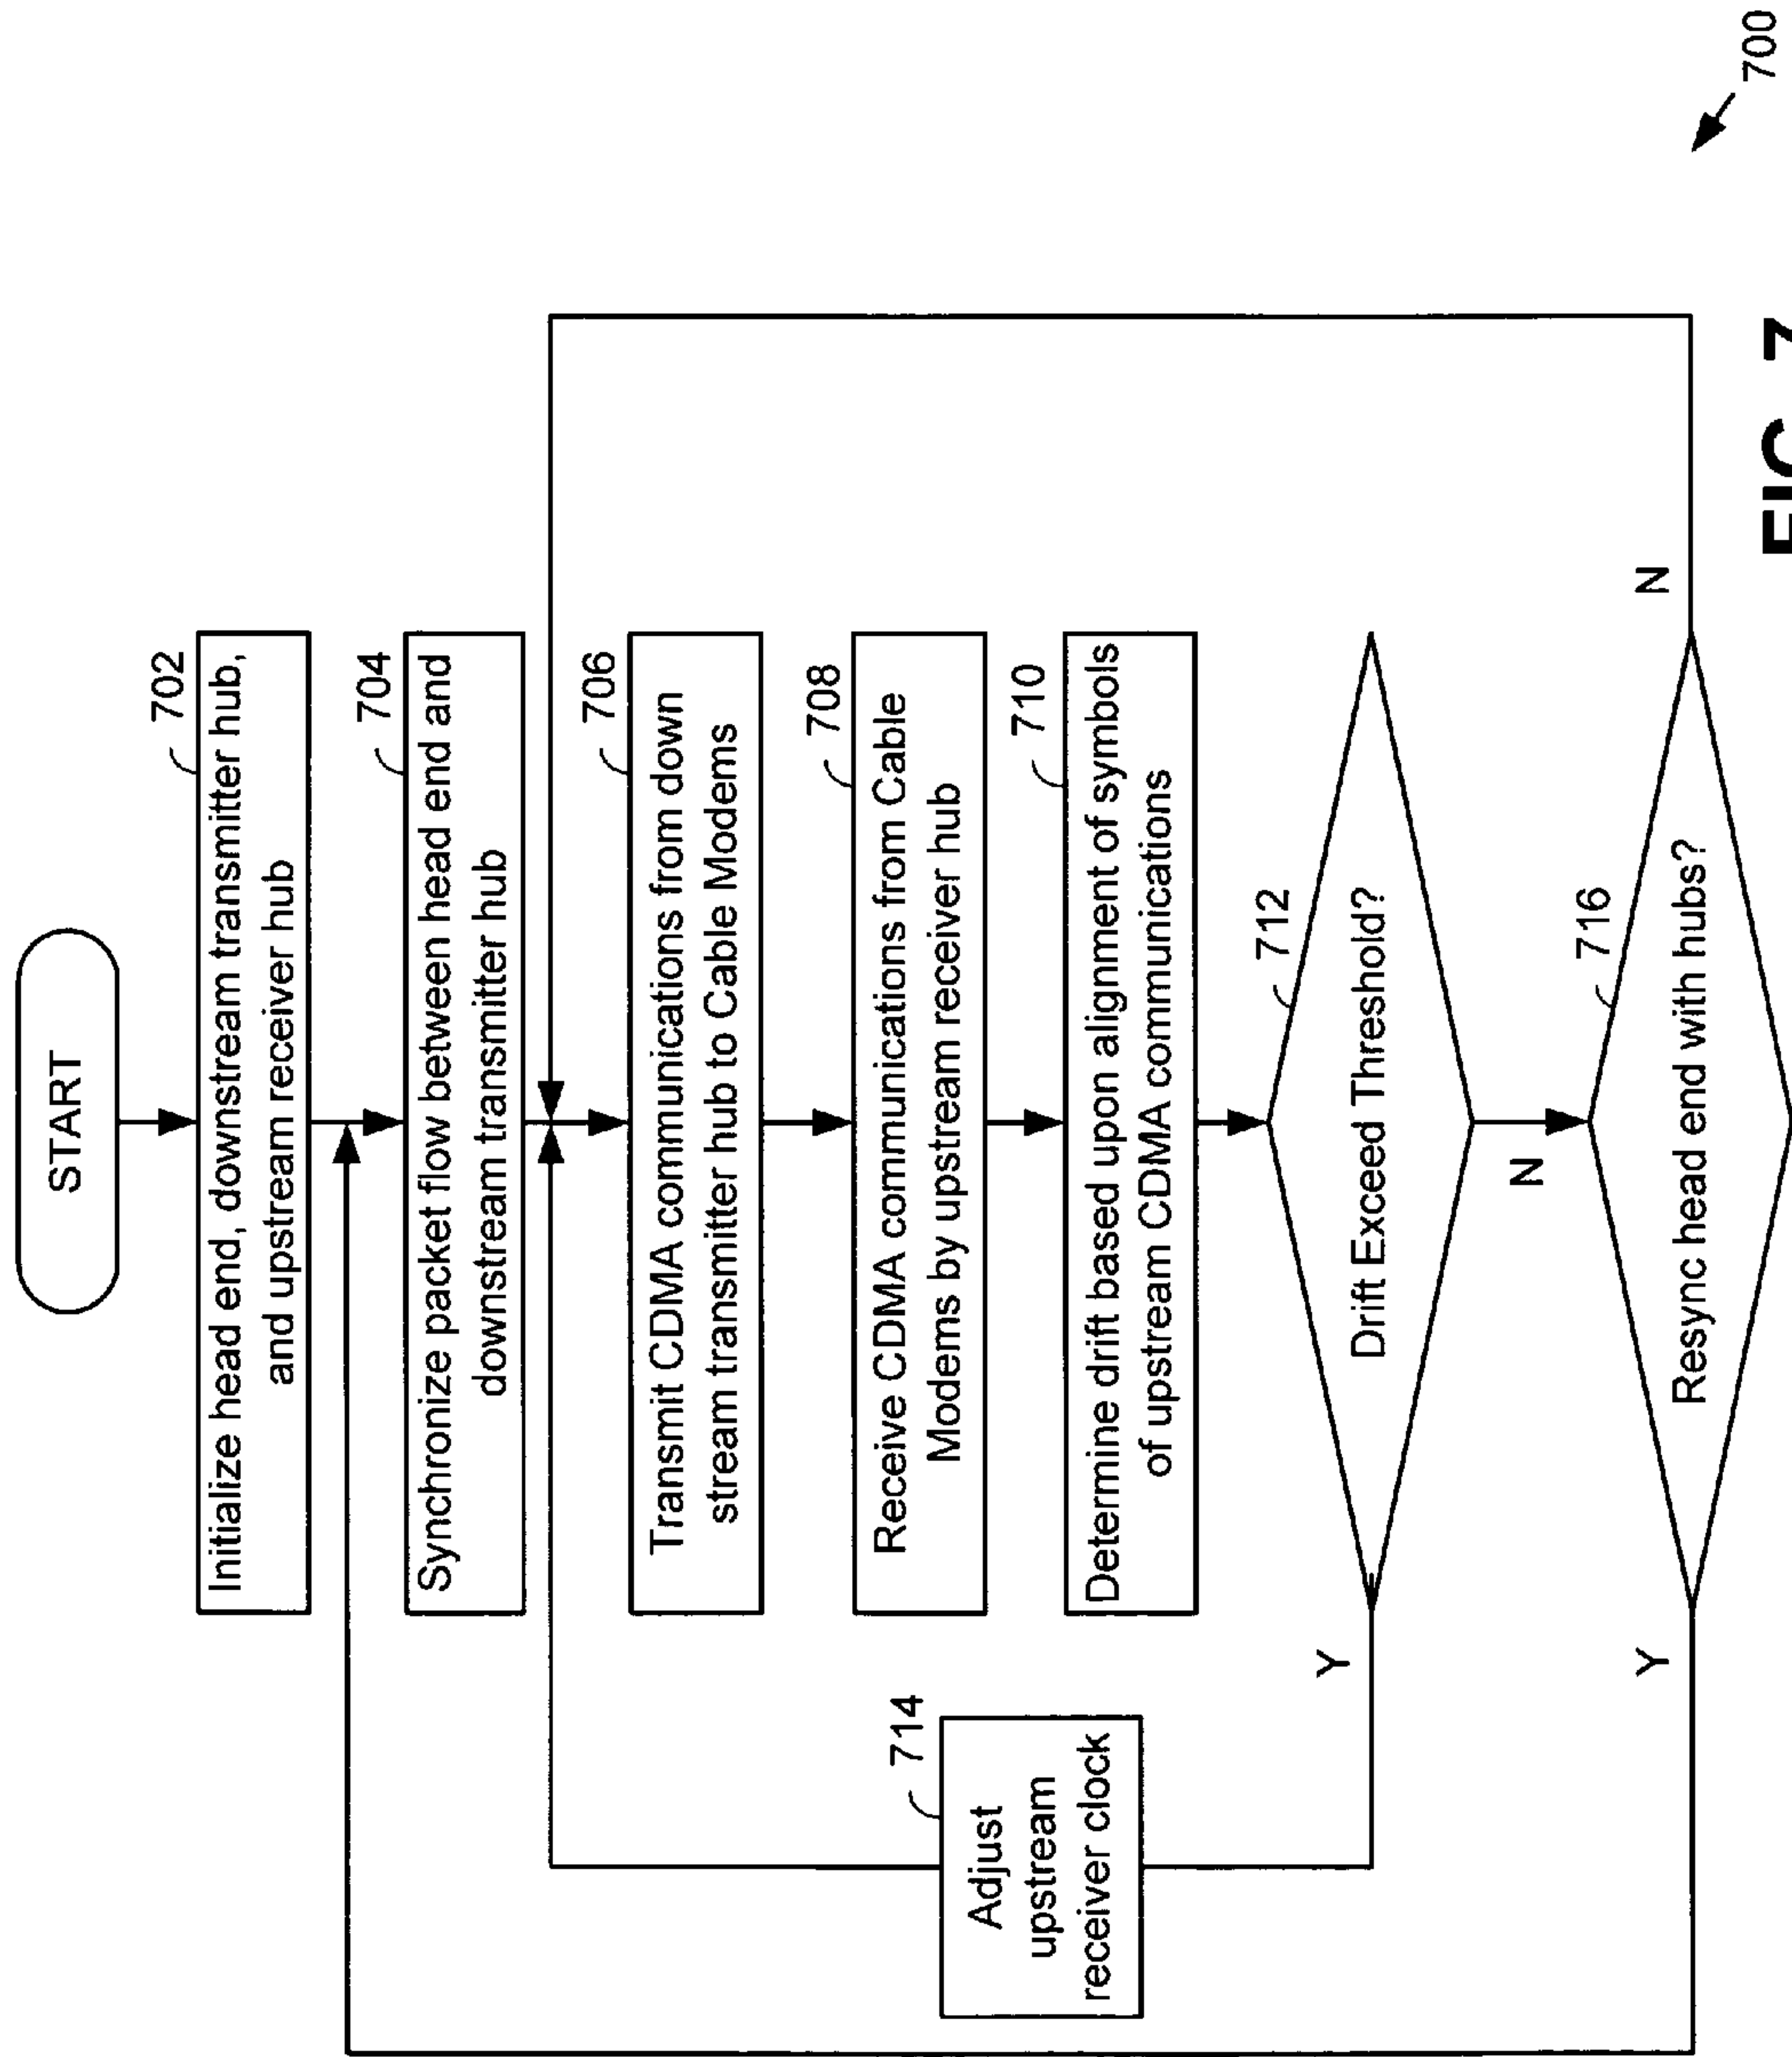 START
702
Initialize head end, downstream transmitter hub,
and upstream receiver hub
704
Synchronize packet flow between head end and
downstream transmitter hub
706
Transmit CDMA communications from down
stream transmitter hub to Cable Modems
708
Receive CDMA communications from Cable
Modems by upstream receiver hub
710
Determine drift based upon alignment of symbols
of upstream CDMA communications
712
Drift Exceed Threshold?
Y
N
714
Adjust
upstream
receiver clock
716
Resync head end with hubs?
Y
N
FIG. 7
700